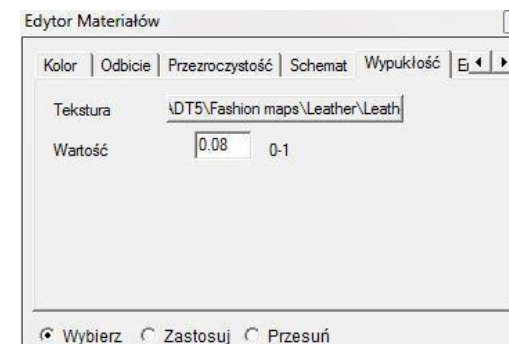 Edytor Materiałów
Kolor Odbicie Przezroczystość Schemat Wypukłość
Tekstura \DT5\Fashion maps\Leather\Leath
Wartość 0.08 0-1
Wybierz Zastosuj Przesuń